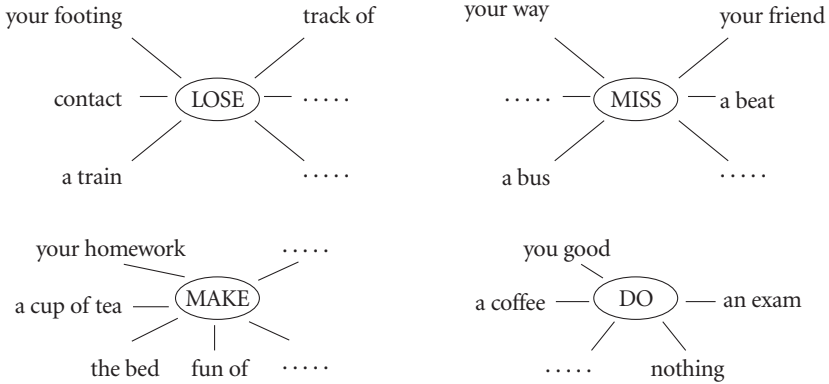 your footing
track of
contact
LOSE
.....
a train
.....
your way
your friend
.....
MISS
a beat
a bus
.....
your homework
.....
a cup of tea
MAKE
the bed
fun of
.....
you good
a coffee
DO
an exam
.....
nothing